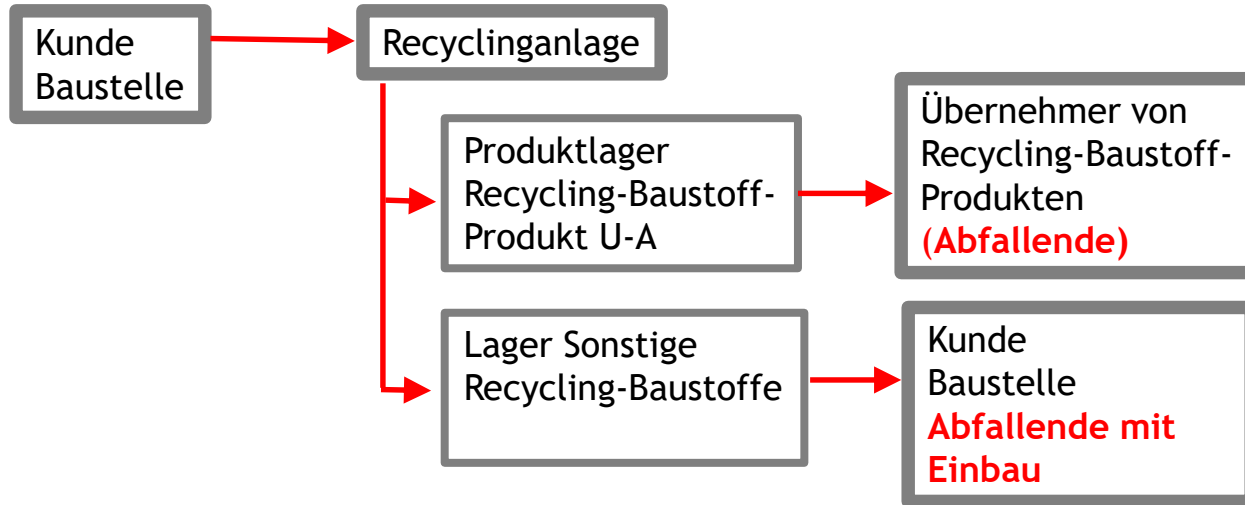 Kunde
Baustelle
Recyclinganlage
Produktlager
Recycling-Baustoff-
Produkt U-A
Übernehmer von
Recycling-Baustoff-
Produkten
(Abfallende)
Lager Sonstige
Recycling-Baustoffe
Kunde
Baustelle
Abfallende mit
Einbau